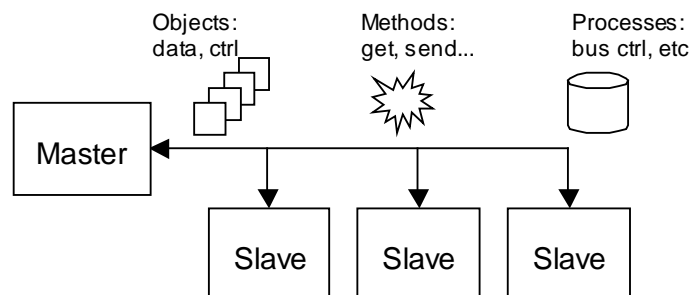 Objects:
data, ctrl
Methods:
get, send...
Processes:
bus ctrl, etc
Master
Slave
Slave
Slave